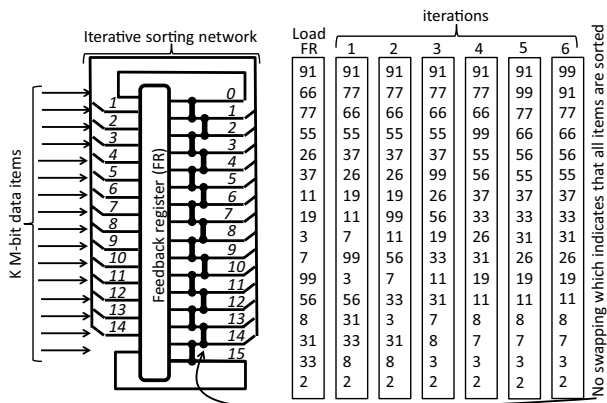 Iterative sorting network
K M-bit data items
1
2
3
4
5
6
7
8
9
10
11
12
13
14
Feedback register (FR)
0
1
2
3
4
5
6
7
8
9
10
11
12
13
14
15
iterations
Load FR 1 2 3 4 5 6
91 91 91 91 91 91 99
66 77 77 77 77 99 91
77 66 66 66 66 77 77
55 55 55 55 99 66 66
26 37 37 37 55 56 56
37 26 26 99 56 55 55
11 19 19 26 37 37 37
19 11 99 56 33 33 33
3 7 11 19 26 31 31
7 99 56 33 31 26 26
99 3 7 11 19 19 19
56 56 33 31 11 11 11
8 31 3 7 8 8 8
31 33 31 8 7 7 7
33 8 8 3 3 3 3
2 2 2 2 2 2 2
No swapping which indicates that all items are sorted